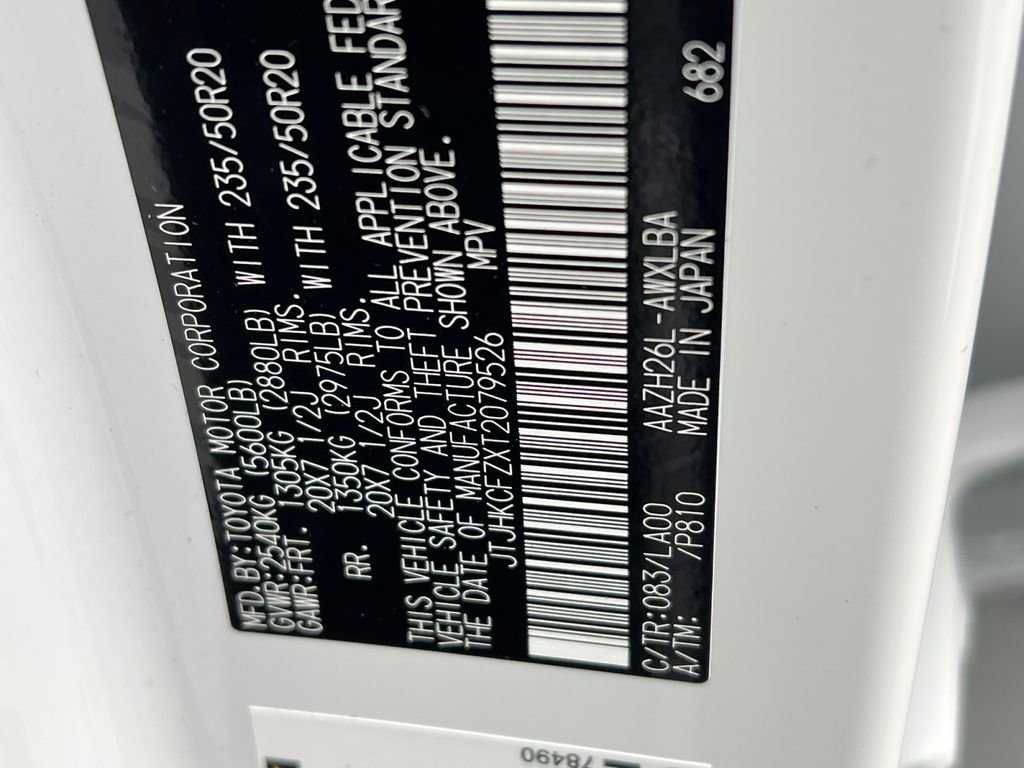 MFD.BY:TOYOTA MOTOR CORPORATION
GVWR:2540KG (5600LB)
GAWR:FRT. 1305KG (2880LB) WITH 235/50R20
20X7 1/2J RIMS.
RR. 1350KG (2975LB) WITH 235/50R20
20X7 1/2J RIMS.
THIS VEHICLE CONFORMS TO ALL APPLICABLE FED
VEHICLE SAFETY AND THEFT PREVENTION STANDAR
THE DATE OF MANUFACTURE SHOWN ABOVE.
JTJHKCFZXT2079526 MPV
C/TR:083/LA00 AAZH26L-AWXLBA 682
A/TM: /P810 MADE IN JAPAN
78490